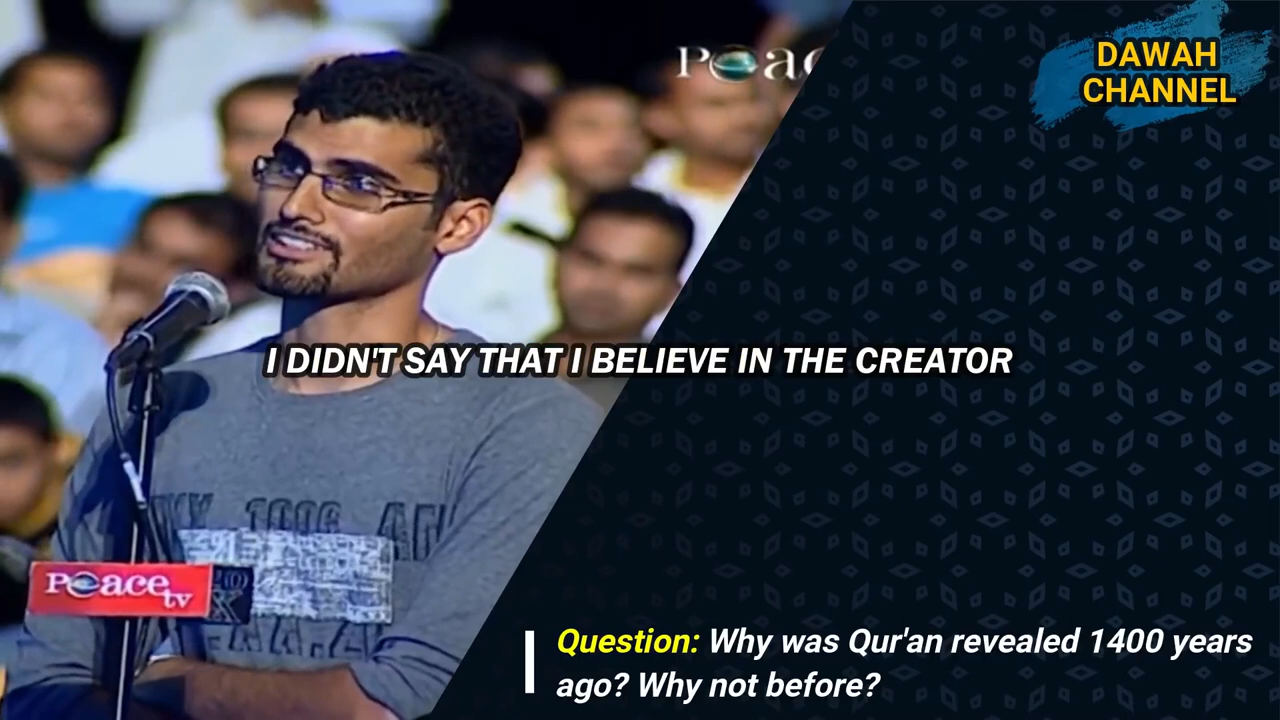 Peac
DAWAH
CHANNEL
I DIDN'T SAY THAT I BELIEVE IN THE CREATOR
Peace tv
Question: Why was Qur'an revealed 1400 years
ago? Why not before?